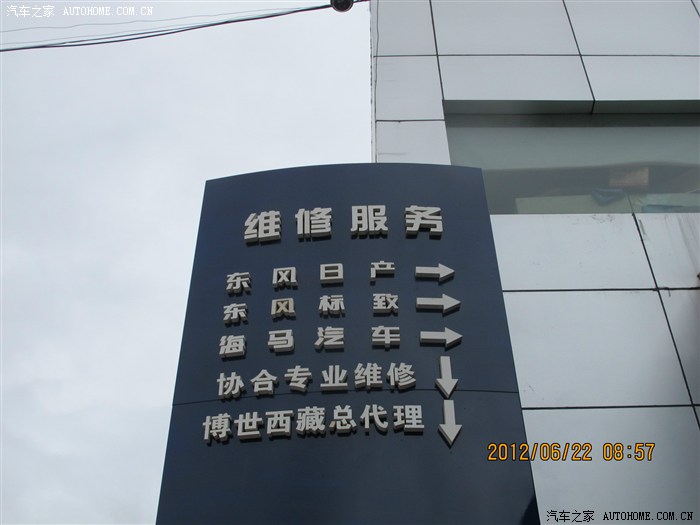 汽车之家 AUTOHOME.COM.CN
维修服务
东风日产 →
东风标致 →
海马汽车 →
协合专业维修 ↓
博世西藏总代理 ↓
2012/06/22 08:57
汽车之家 AUTOHOME.COM.CN